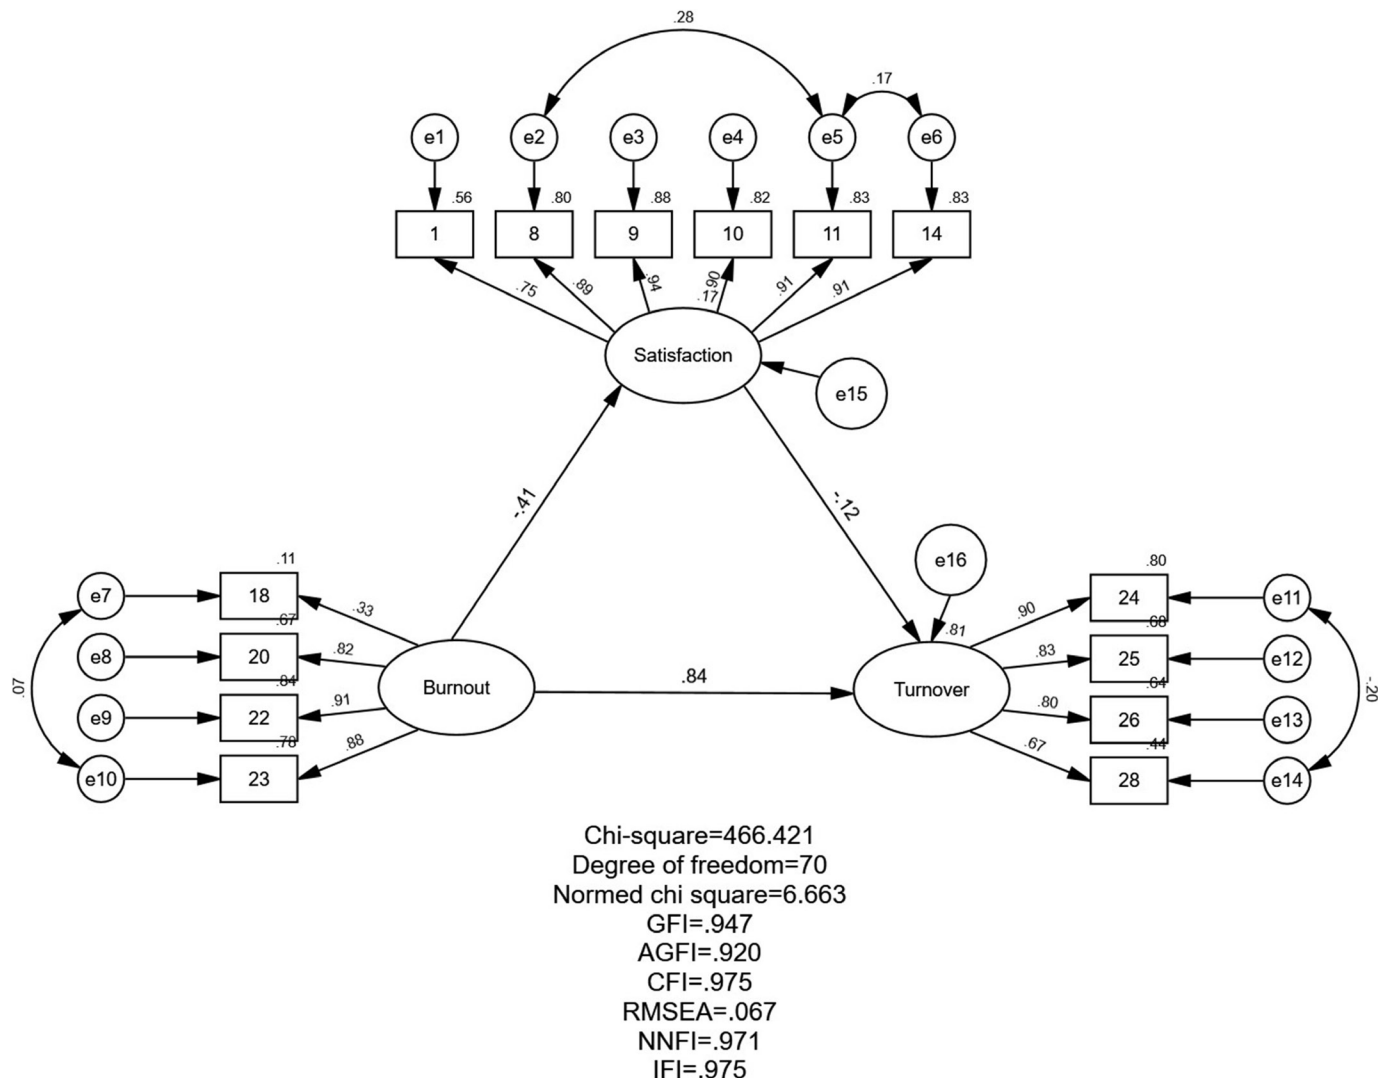 .28
.17
e1 e2 e3 e4 e5 e6
.56 .80 .88 .82 .83 .83
1 8 9 10 11 14
.75 .89 .94 .90 .91 .91
.17
Satisfaction
e15
-.41 -.12
e16
.11 .80
e7 18 .33 .81 .90 24 e11
.67 .68
e8 20 .82 .83 25 e12
.07 Burnout .84 Turnover -.20
.84 .64
e9 22 .91 .80 26 e13
.78 .44
e10 23 .88 .67 28 e14
Chi-square=466.421
Degree of freedom=70
Normed chi square=6.663
GFI=.947
AGFI=.920
CFI=.975
RMSEA=.067
NNFI=.971
IFI=.975